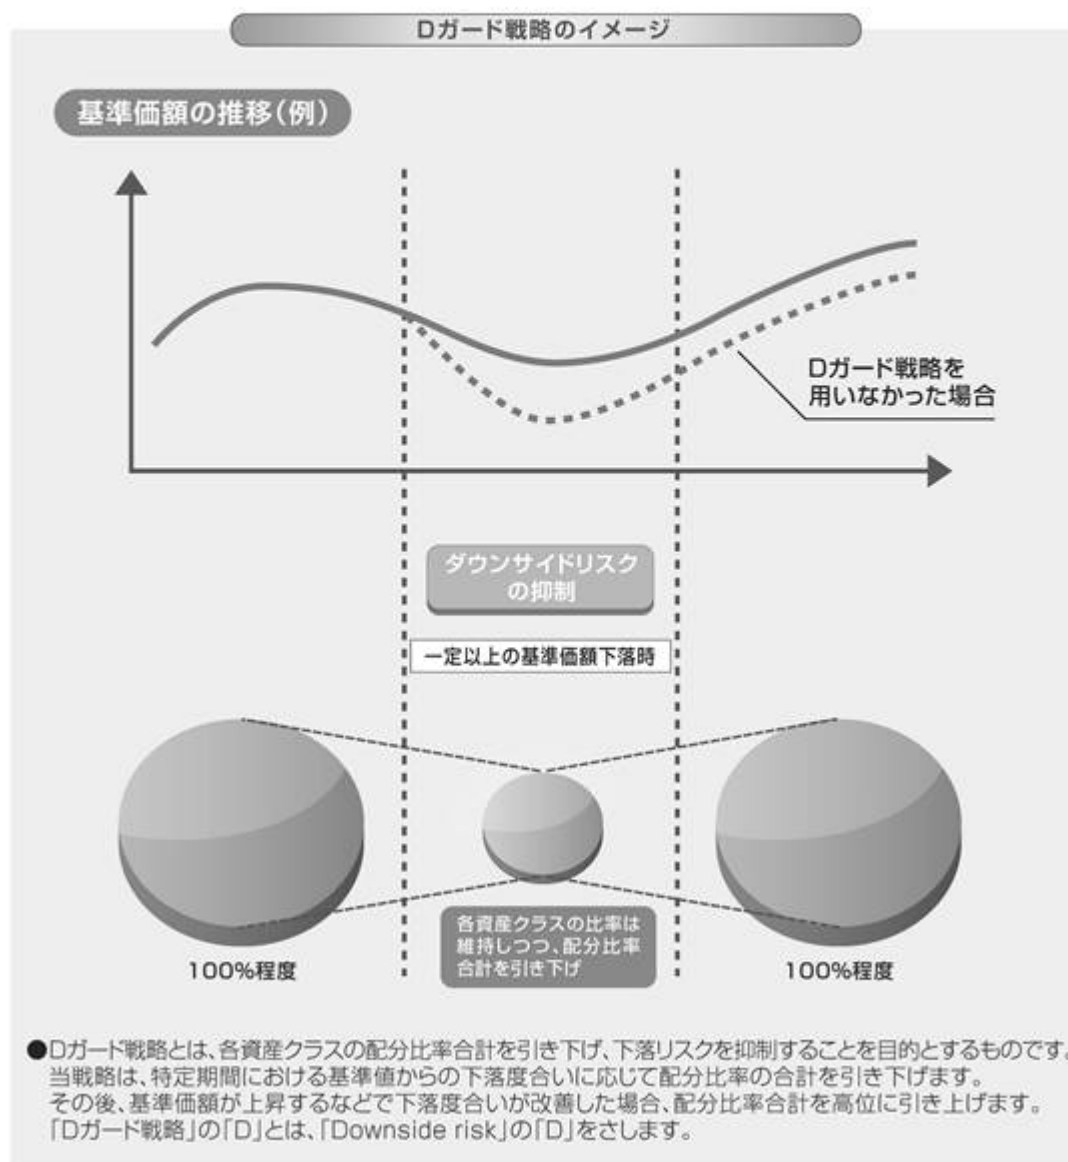 Dガード戦略のイメージ
基準価額の推移(例)
Dガード戦略を
用いなかった場合
ダウンサイドリスク
の抑制
一定以上の基準価額下落時
各資産クラスの比率は
維持しつつ、配分比率
合計を引き下げ
100%程度
100%程度
●Dガード戦略とは、各資産クラスの配分比率合計を引き下げ、下落リスクを抑制することを目的とするものです。
当戦略は、特定期間における基準値からの下落度合いに応じて配分比率の合計を引き下げます。
その後、基準価額が上昇するなどで下落度合いが改善した場合、配分比率合計を高位に引き上げます。
「Dガード戦略」の「D」とは、「Downside risk」の「D」をさします。